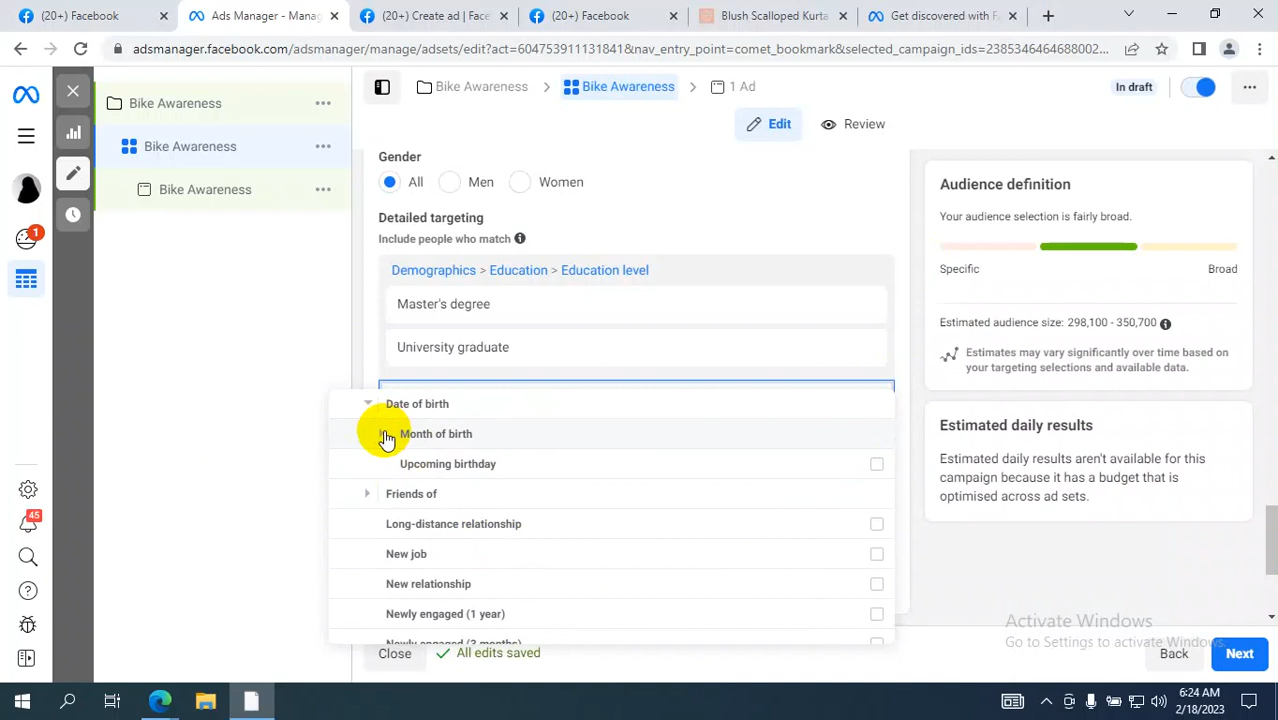 (20+) Facebook
Ads Manager - Manag
(20+) Create ad | Face
(20+) Facebook
Blush Scalloped Kurta
Get discovered with Fa
adsmanager.facebook.com/adsmanager/manage/adsets/edit?act=604753911131841&nav_entry_point=comet_bookmark&selected_campaign_ids=2385346464688002...
Bike Awareness
Bike Awareness
Bike Awareness
Bike Awareness
Bike Awareness
1 Ad
In draft
Edit
Review
Gender
All
Men
Women
Detailed targeting
Include people who match
Demographics > Education > Education level
Master's degree
University graduate
Date of birth
Month of birth
Upcoming birthday
Friends of
Long-distance relationship
New job
New relationship
Newly engaged (1 year)
Newly engaged (3 months)
Close
All edits saved
Back
Next
Audience definition
Your audience selection is fairly broad.
Specific
Broad
Estimated audience size: 298,100 - 350,700
Estimates may vary significantly over time based on
your targeting selections and available data.
Estimated daily results
Estimated daily results aren't available for this
campaign because it has a budget that is
optimised across ad sets.
Activate Windows
Go to Settings to activate Windows.
1
45
6:24 AM
2/18/2023